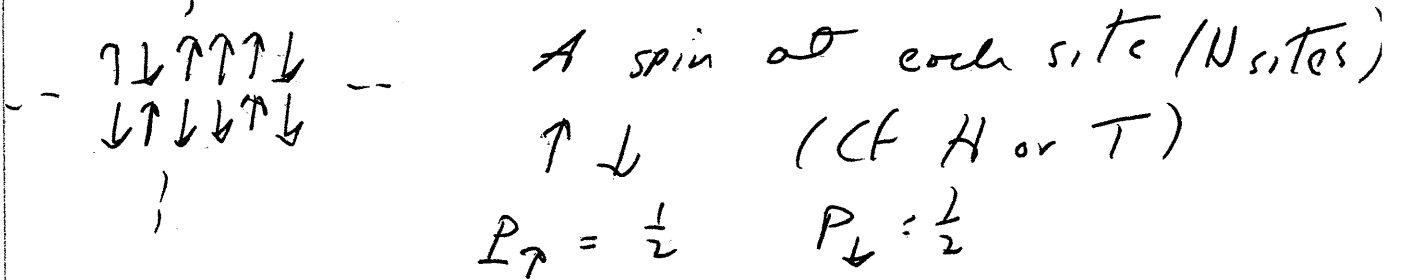 ↑↓↑↑↑↓ A spin at each site (N sites)
-- ↓↑↓↓↑↓ --
↑ ↓ (Cf H or T)
P↑ = 1/2 P↓ = 1/2